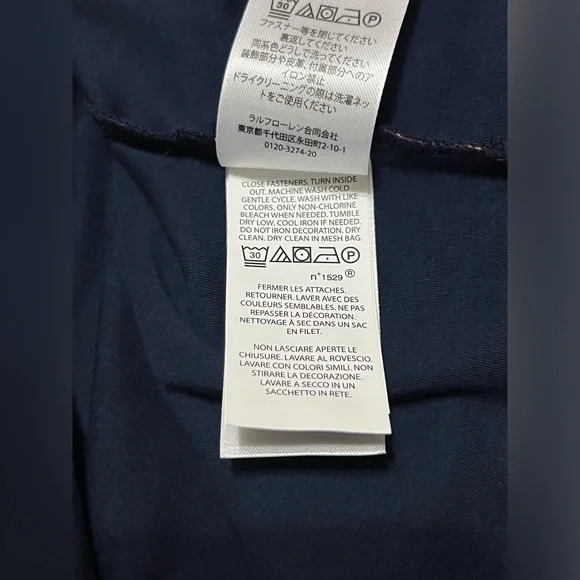 30
P
ファスナー等を閉じてください
裏返してください
同系色どうしで洗ってください
装飾部分や皮革、付属部分へのア
イロン禁止
ドライクリーニングの際は洗濯ネッ
トをご使用ください
ラルフローレン合同会社
東京都千代田区永田町2-10-1
0120-3274-20
CLOSE FASTENERS. TURN INSIDE
OUT. MACHINE WASH COLD
GENTLE CYCLE. WASH WITH LIKE
COLORS. ONLY NON-CHLORINE
BLEACH WHEN NEEDED. TUMBLE
DRY LOW. COOL IRON IF NEEDED.
DO NOT IRON DECORATION. DRY
CLEAN. DRY CLEAN IN MESH BAG.
30 P
n°1529®
FERMER LES ATTACHES.
RETOURNER. LAVER AVEC DES
COULEURS SEMBLABLES. NE PAS
REPASSER LA DÉCORATION.
NETTOYAGE À SEC DANS UN SAC
EN FILET.
NON LASCIARE APERTE LE
CHIUSURE. LAVARE AL ROVESCIO.
LAVARE CON COLORI SIMILI. NON
STIRARE LA DECORAZIONE.
LAVARE A SECCO IN UN
SACCHETTO IN RETE.